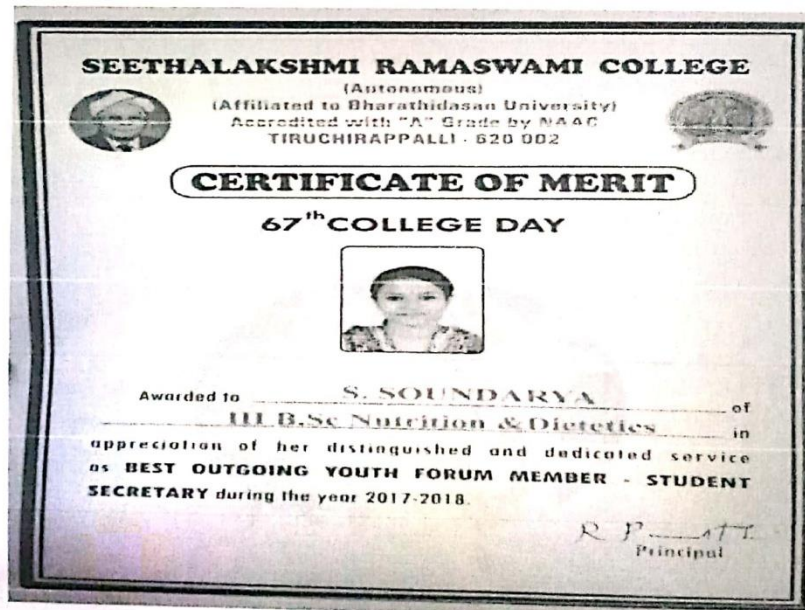 SEETHALAKSHMI RAMASWAMI COLLEGE
(Autonomous)
(Affiliated to Bharathidasan University)
Accredited with "A" Grade by NAAC
TIRUCHIRAPPALLI - 620 002
CERTIFICATE OF MERIT
67th COLLEGE DAY
Awarded to S. SOUNDARYA of
III B.Sc Nutrition & Dietetics in
appreciation of her distinguished and dedicated service
as BEST OUTGOING YOUTH FORUM MEMBER - STUDENT
SECRETARY during the year 2017-2018.
Principal